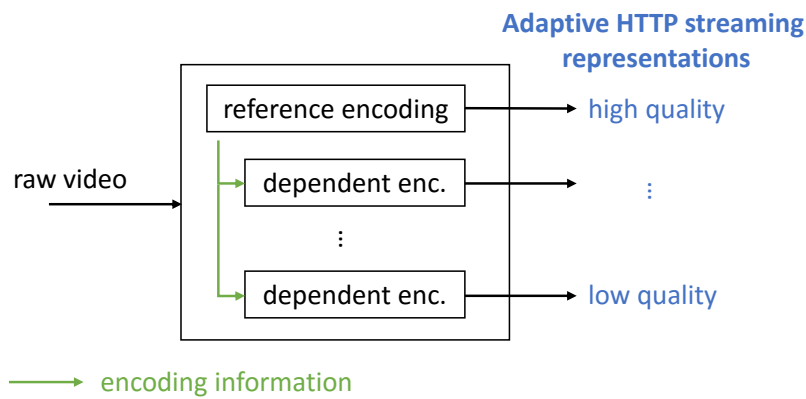 Adaptive HTTP streaming
representations
reference encoding
high quality
raw video
dependent enc.
⋮
⋮
dependent enc.
low quality
encoding information